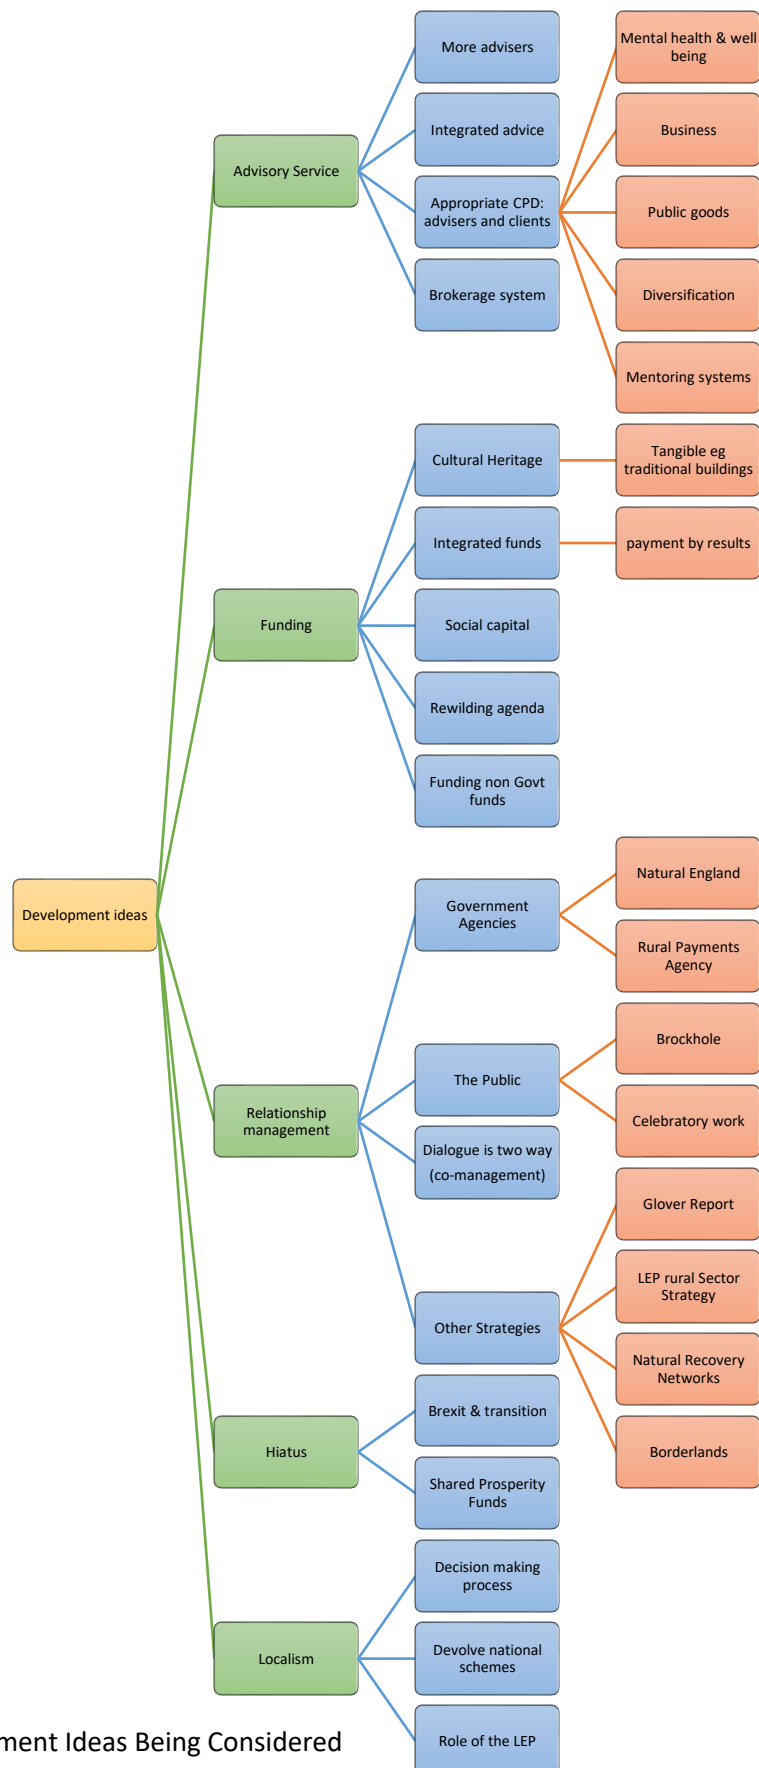 More advisers
Mental health & well
being
Integrated advice
Business
Advisory Service
Appropriate CPD:
advisers and clients
Public goods
Brokerage system
Diversification
Mentoring systems
Cultural Heritage
Tangible eg
traditional buildings
Integrated funds
payment by results
Funding
Social capital
Rewilding agenda
Funding non Govt
funds
Development ideas
Government
Agencies
Natural England
Rural Payments
Agency
Relationship
management
The Public
Brockhole
Celebratory work
Dialogue is two way
(co-management)
Other Strategies
Glover Report
LEP rural Sector
Strategy
Natural Recovery
Networks
Borderlands
Hiatus
Brexit & transition
Shared Prosperity
Funds
Localism
Decision making
process
Devolve national
schemes
Role of the LEP
ment Ideas Being Considered